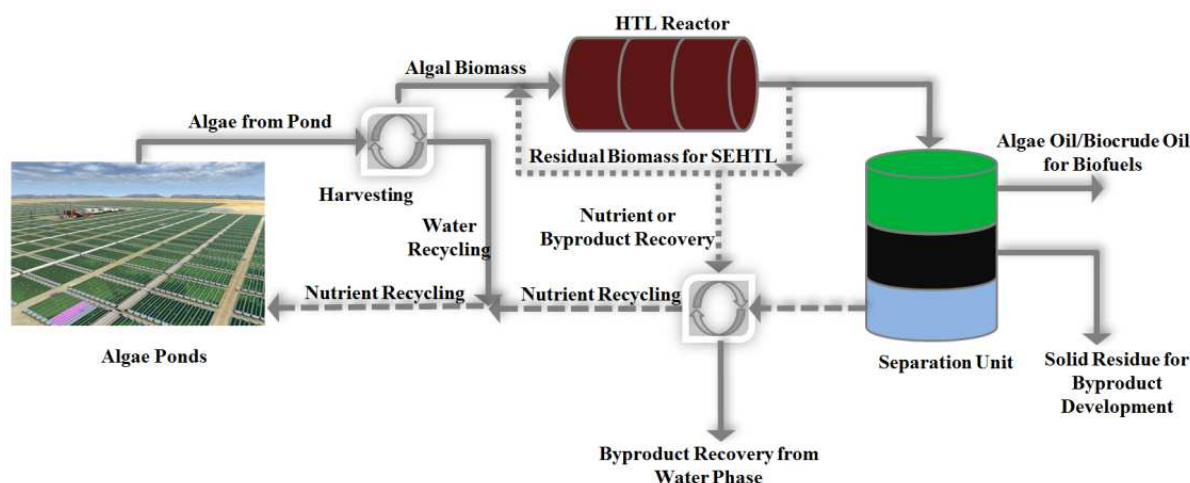 HTL Reactor
Algal Biomass
Algae from Pond
Residual Biomass for SEHTL
Harvesting
Algae Oil/Biocrude Oil
for Biofuels
Water
Recycling
Nutrient or
Byproduct Recovery
Nutrient Recycling
Nutrient Recycling
Algae Ponds
Separation Unit
Solid Residue for
Byproduct
Development
Byproduct Recovery from
Water Phase